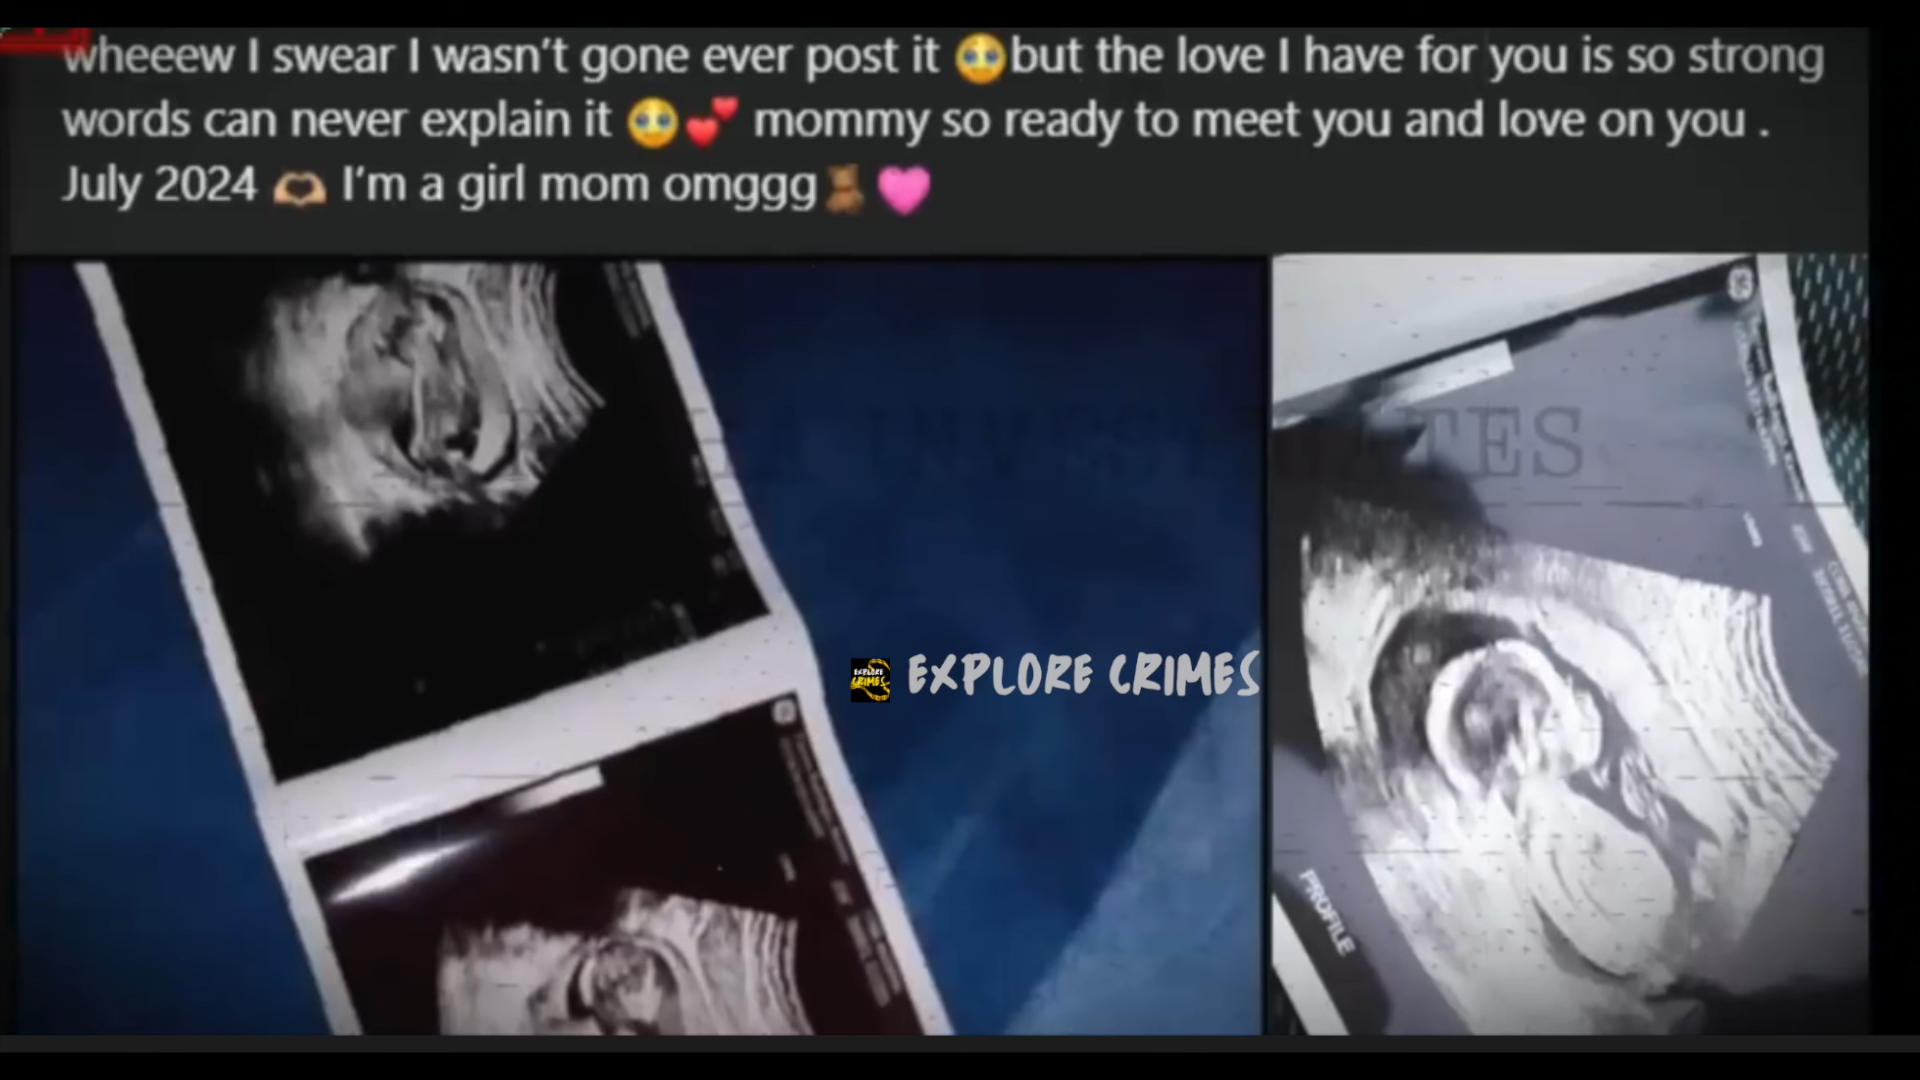 wheeew I swear I wasn't gone ever post it 🥹but the love I have for you is so strong
words can never explain it 🥹💕 mommy so ready to meet you and love on you .
July 2024 🫶🏼 I'm a girl mom omggg🧸🩷
EXPLORE CRIMES
EXPLORE CRIMES
PROFILE